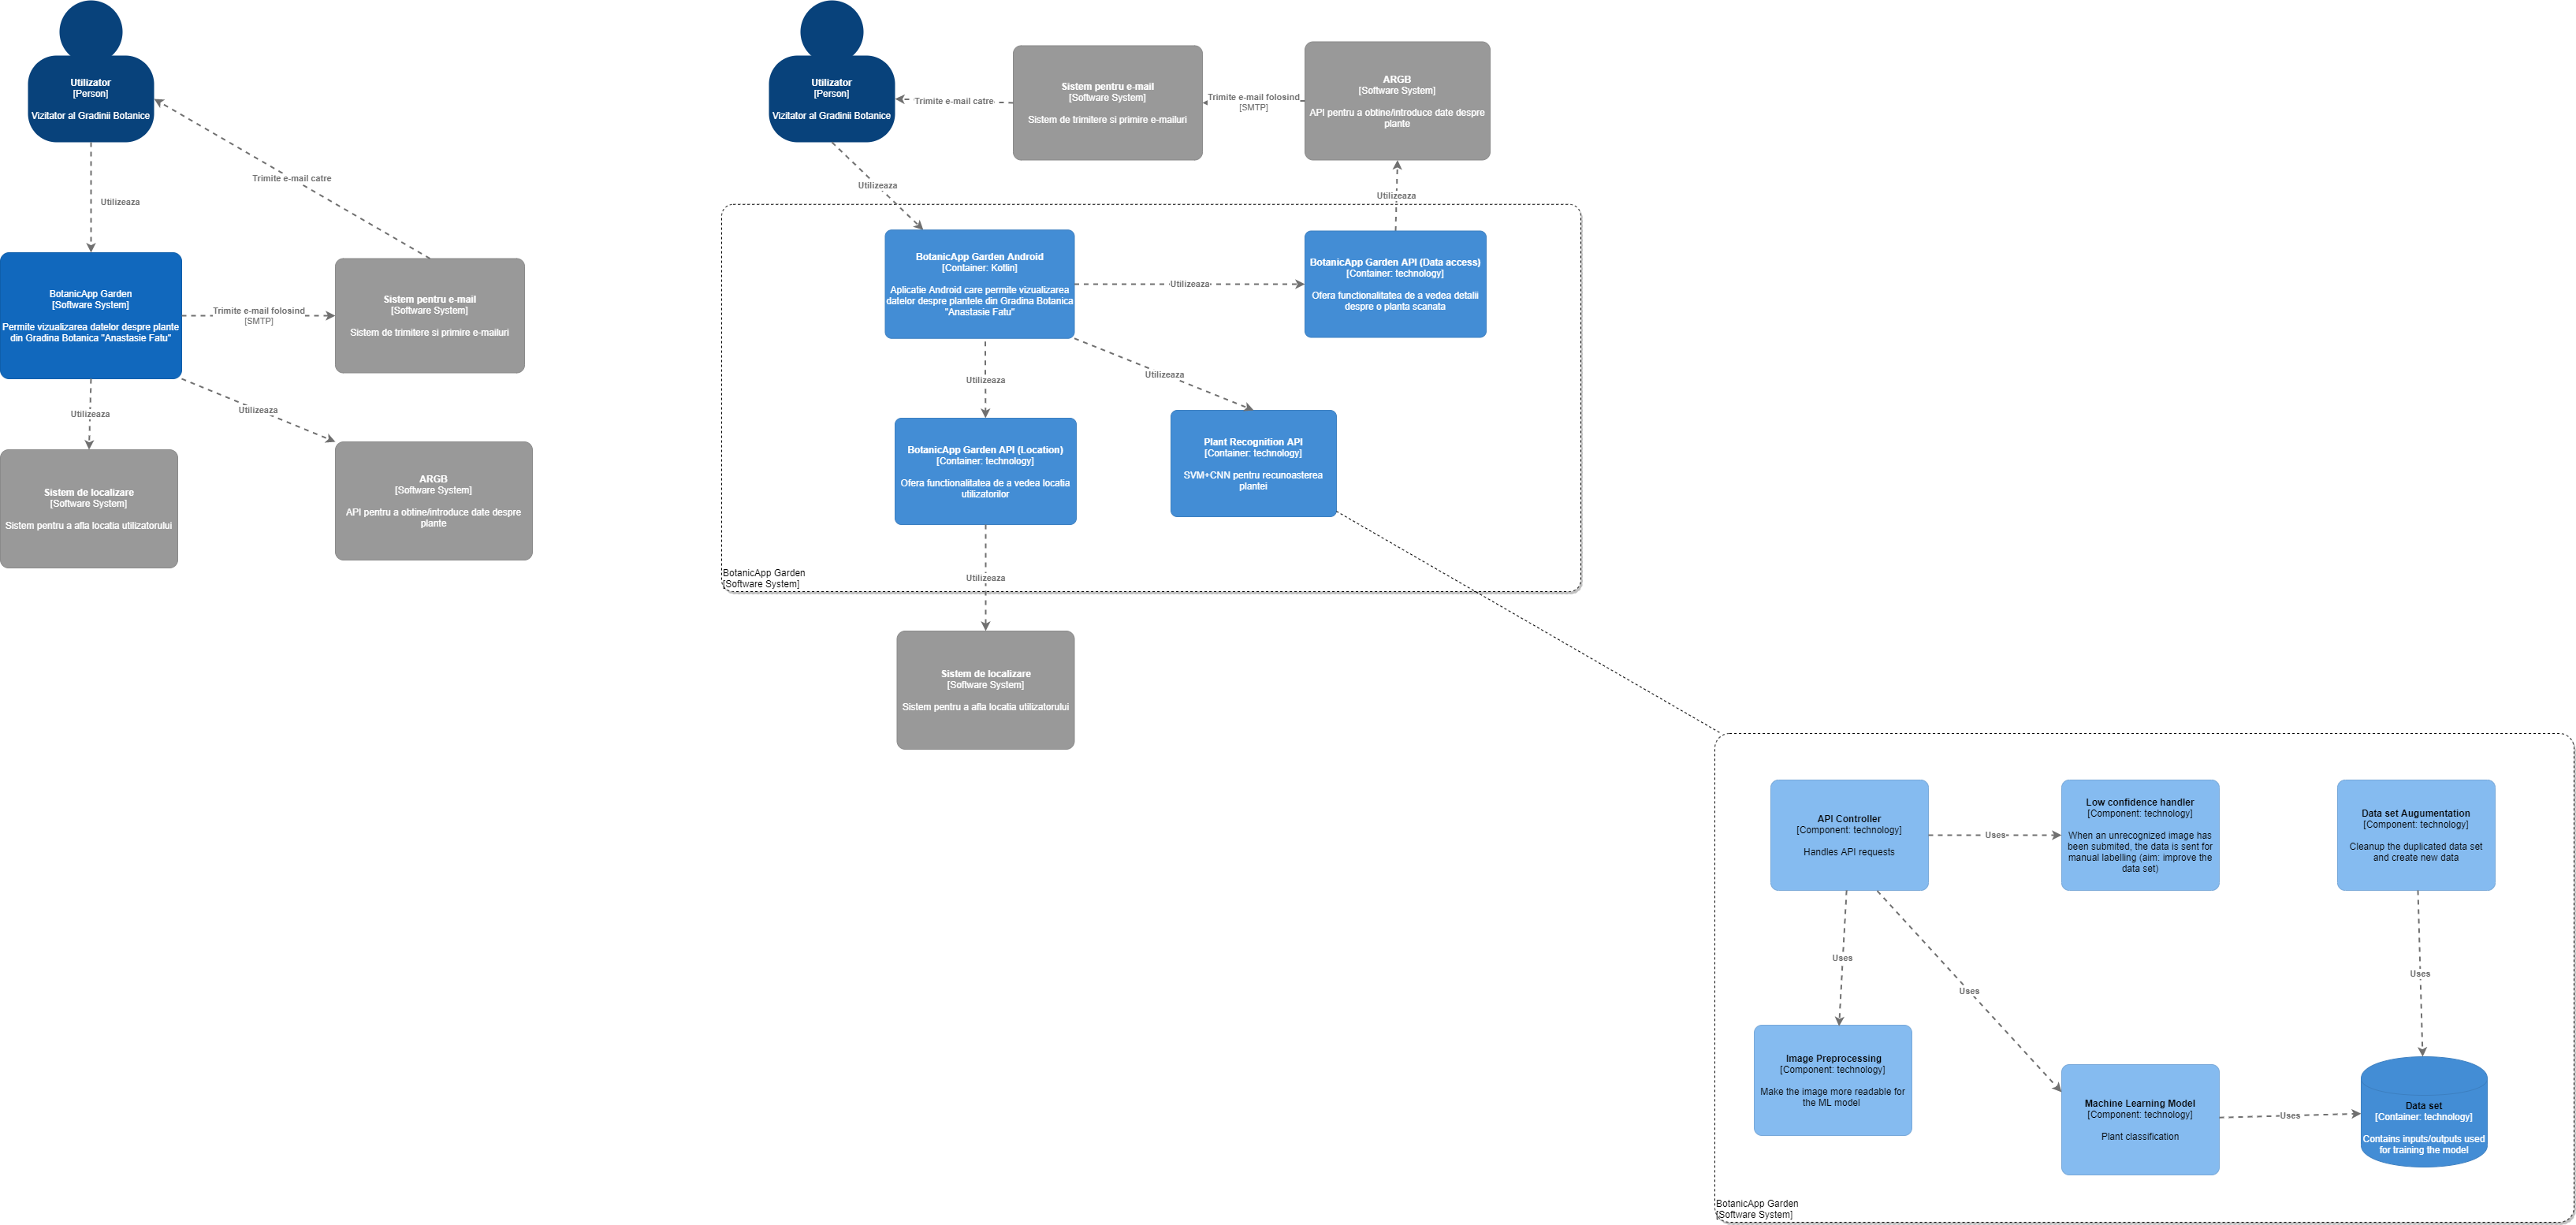 Utilizator
[Person]
Vizitator al Gradinii Botanice
Trimite e-mail catre
Utilizeaza
BotanicApp Garden
[Software System]
Permite vizualizarea datelor despre plante
din Gradina Botanica "Anastasie Fatu"
Trimite e-mail folosind
[SMTP]
Sistem pentru e-mail
[Software System]
Sistem de trimitere si primire e-mailuri
Utilizeaza
Utilizeaza
Sistem de localizare
[Software System]
Sistem pentru a afla locatia utilizatorului
ARGB
[Software System]
API pentru a obtine/introduce date despre
plante
Utilizator
[Person]
Vizitator al Gradinii Botanice
Trimite e-mail catre
Sistem pentru e-mail
[Software System]
Sistem de trimitere si primire e-mailuri
Trimite e-mail folosind
[SMTP]
ARGB
[Software System]
API pentru a obtine/introduce date despre
plante
Utilizeaza
Utilizeaza
BotanicApp Garden Android
[Container: Kotlin]
Aplicatie Android care permite vizualizarea
datelor despre plantele din Gradina Botanica
"Anastasie Fatu"
Utilizeaza
BotanicApp Garden API (Data access)
[Container: technology]
Ofera functionalitatea de a vedea detalii
despre o planta scanata
Utilizeaza
Utilizeaza
BotanicApp Garden API (Location)
[Container: technology]
Ofera functionalitatea de a vedea locatia
utilizatorilor
Plant Recognition API
[Container: technology]
SVM+CNN pentru recunoasterea
plantei
BotanicApp Garden
[Software System]
Utilizeaza
Sistem de localizare
[Software System]
Sistem pentru a afla locatia utilizatorului
API Controller
[Component: technology]
Handles API requests
Uses
Low confidence handler
[Component: technology]
When an unrecognized image has
been submited, the data is sent for
manual labelling (aim: improve the
data set)
Data set Augumentation
[Component: technology]
Cleanup the duplicated data set
and create new data
Uses
Uses
Uses
Image Preprocessing
[Component: technology]
Make the image more readable for
the ML model
Machine Learning Model
[Component: technology]
Plant classification
Uses
Data set
[Container: technology]
Contains inputs/outputs used
for training the model
BotanicApp Garden
[Software System]